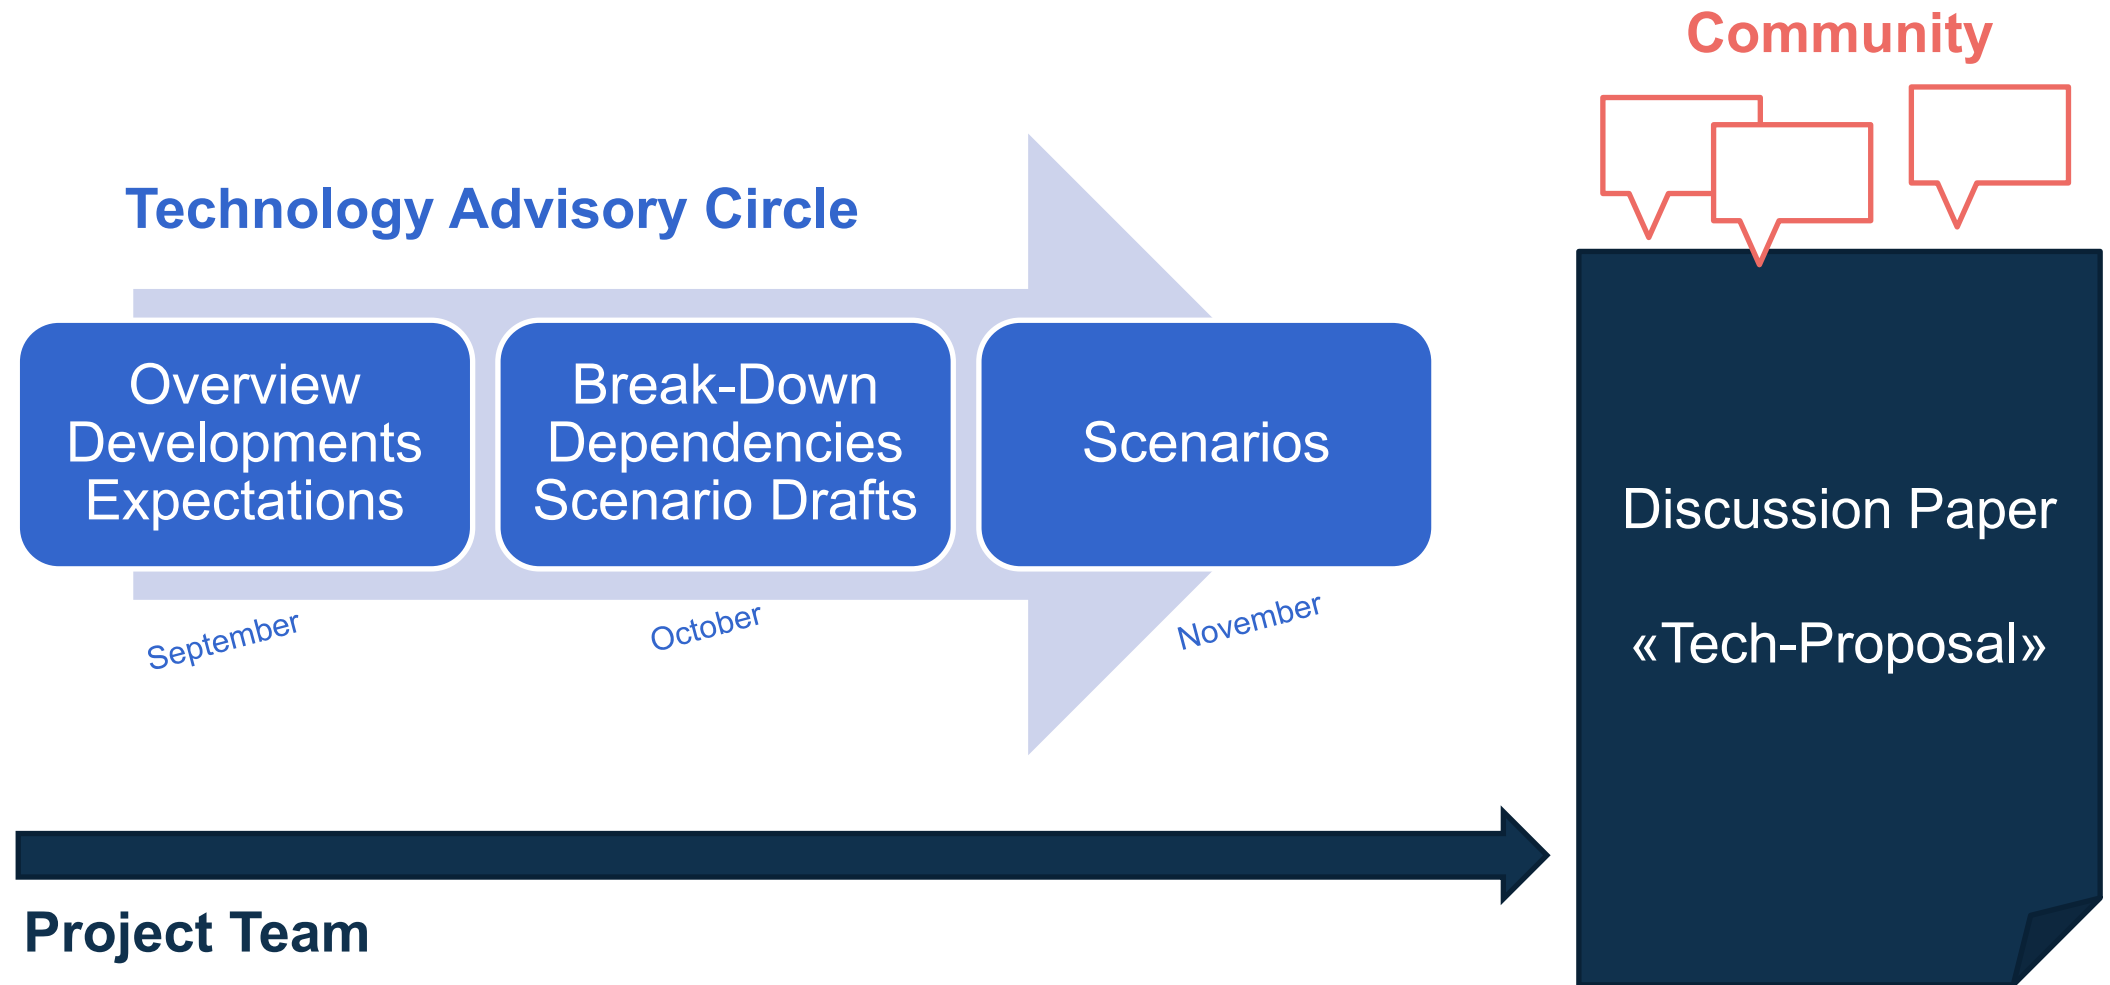 Community
Technology Advisory Circle
Overview
Developments
Expectations
Break-Down
Dependencies
Scenario Drafts
Scenarios
September
October
November
Discussion Paper
«Tech-Proposal»
Project Team